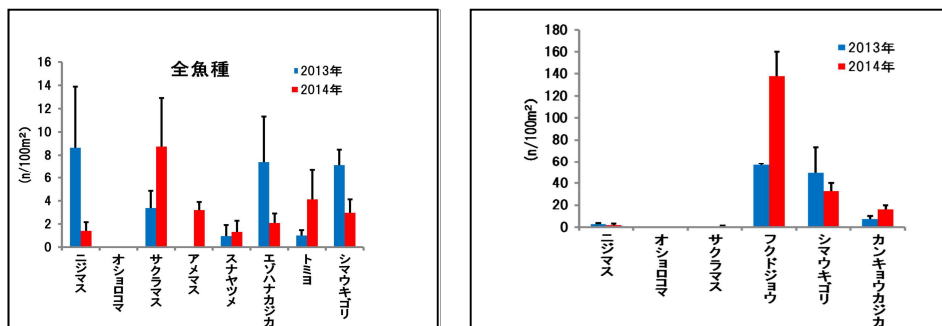 全魚種
2013年
2014年
(n/100m²)
16
14
12
10
8
6
4
2
0
ニジマス
オショロコマ
サクラマス
アメマス
スナヤツメ
エゾハナカジカ
トミヨ
シマウキゴリ
2013年
2014年
(n/100m²)
180
160
140
120
100
80
60
40
20
0
ニジマス
オショロコマ
サクラマス
フクドジョウ
シマウキゴリ
カンキョウカジカ